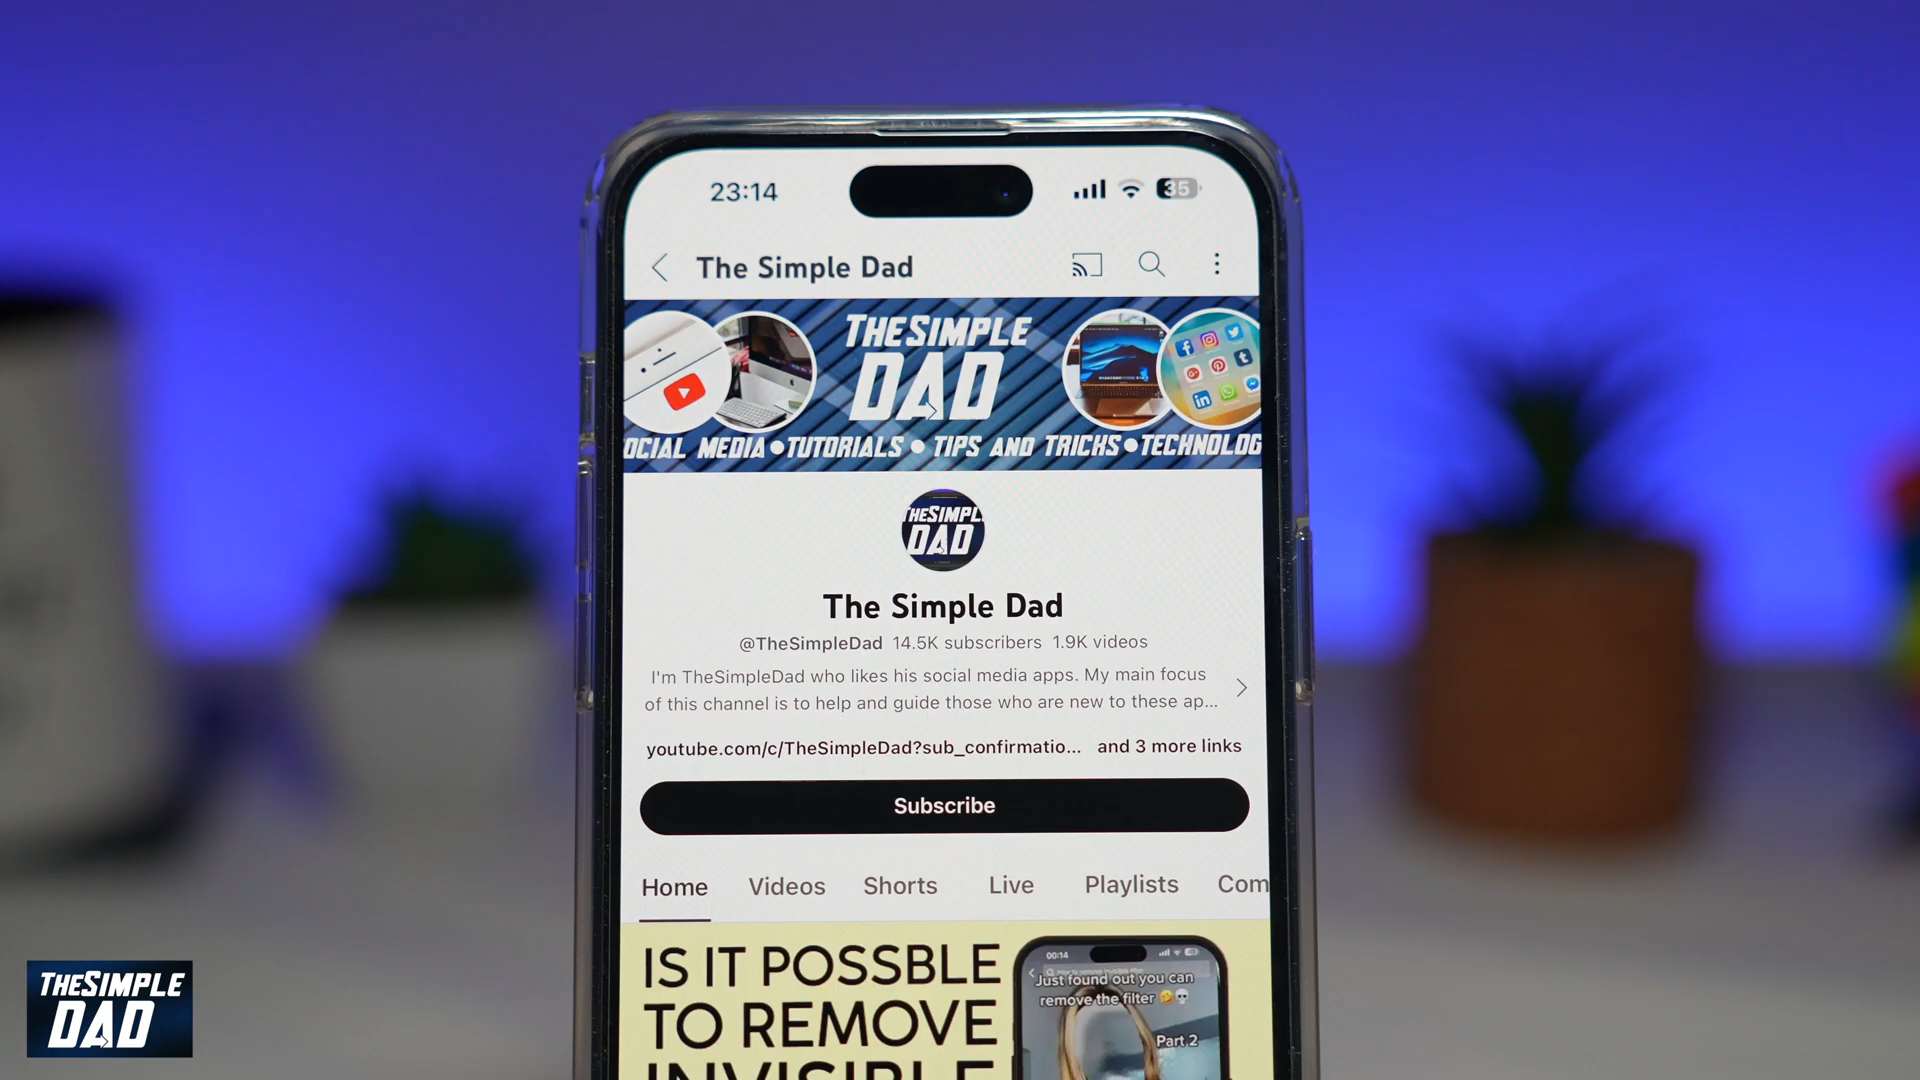 23:14
35
The Simple Dad
THESIMPLE
DAD
OCIAL MEDIA • TUTORIALS • TIPS AND TRICKS • TECHNOLOG
HESIMPL
DAD
The Simple Dad
@TheSimpleDad 14.5K subscribers 1.9K videos
I'm TheSimpleDad who likes his social media apps. My main focus
of this channel is to help and guide those who are new to these ap...
youtube.com/c/TheSimpleDad?sub_confirmatio... and 3 more links
Subscribe
Home Videos Shorts Live Playlists Com
IS IT POSSBLE
TO REMOVE
INVISIBLE
00:14
Just found out you can
remove the filter 🤣💀
Part 2
THESIMPLE
DAD